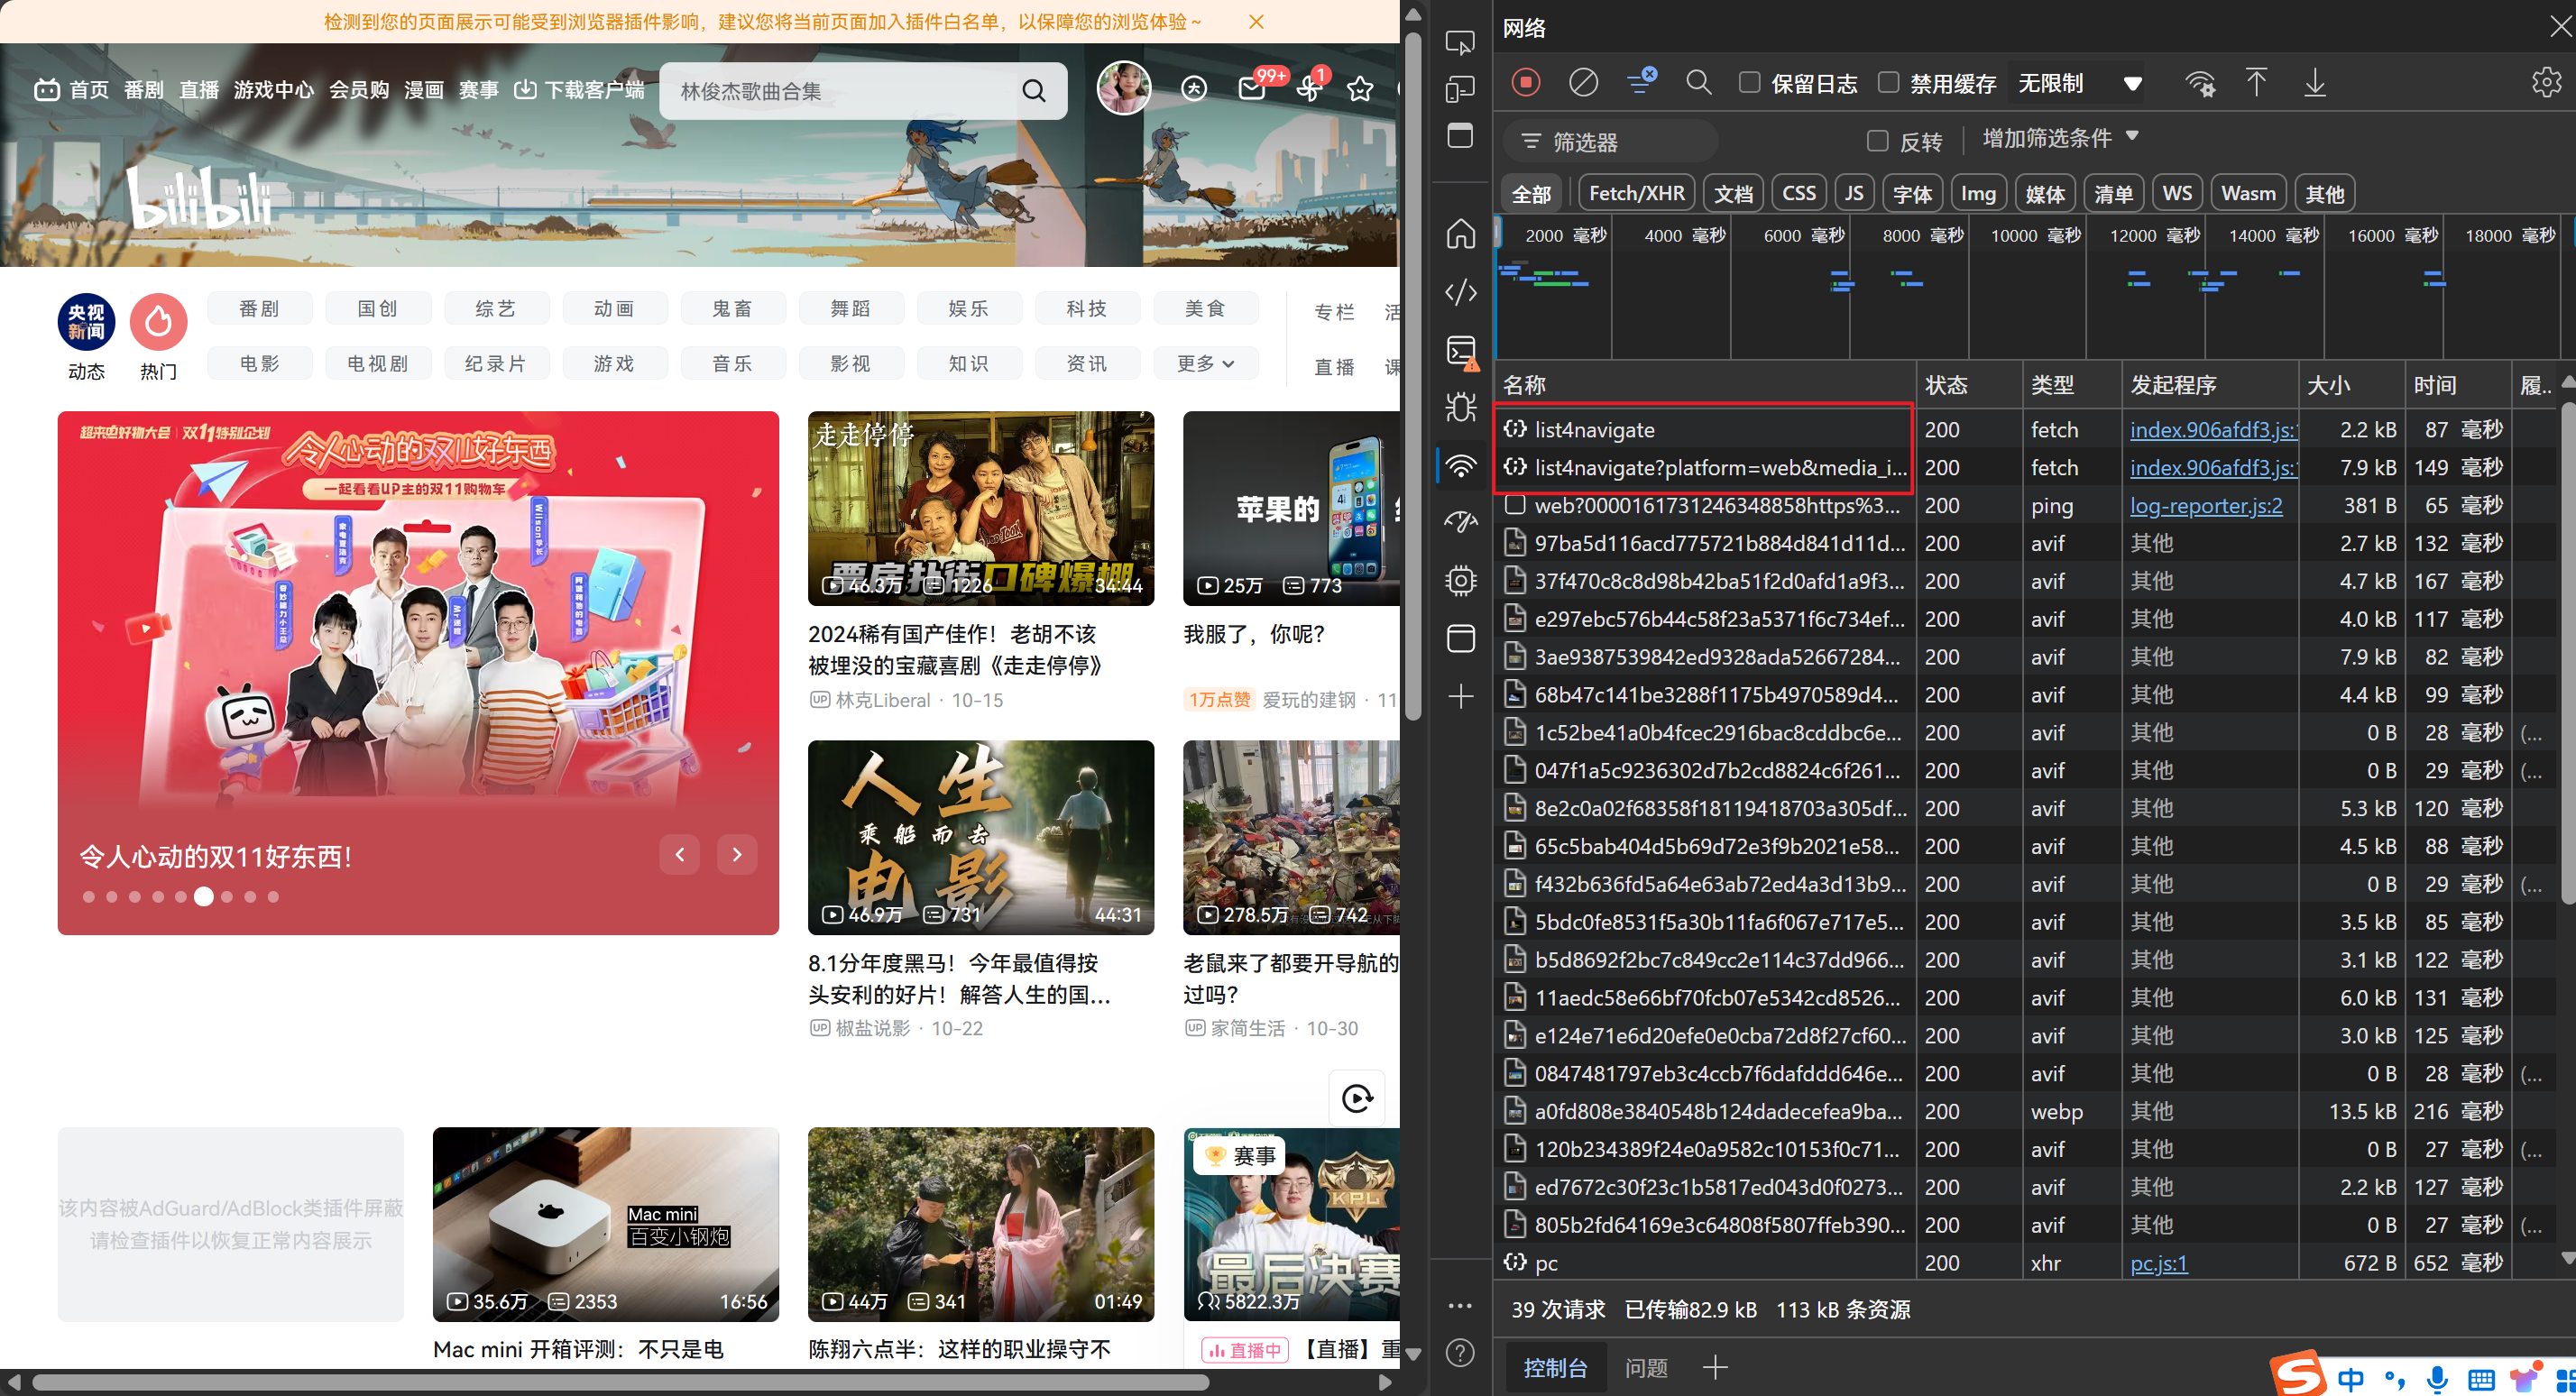 检测到您的页面展示可能受到浏览器插件影响，建议您将当前页面加入插件白名单，以保障您的浏览体验～
首页 番剧 直播 游戏中心 会员购 漫画 赛事 下载客户端
林俊杰歌曲合集
大 99+ 1
bilibili
央视新闻
动态 热门
番剧 国创 综艺 动画 鬼畜 舞蹈 娱乐 科技 美食
专栏 活
电影 电视剧 纪录片 游戏 音乐 影视 知识 资讯 更多
直播 课
超来电好物大会 双11特别企划
令人心动的双11好东西
一起看看UP主的双11购物车
令人心动的双11好东西！
走走停停
票房扑街口碑爆棚
46.3万 1226 34:44
2024稀有国产佳作！老胡不该
被埋没的宝藏喜剧《走走停停》
UP 林克Liberal · 10-15
苹果的
25万 773
我服了，你呢？
1万点赞 爱玩的建钢 · 11
人生
乘船而去
电影
46.9万 731 44:31
8.1分年度黑马！今年最值得按
头安利的好片！解答人生的国...
UP 椒盐说影 · 10-22
278.5万 742
老鼠来了都要开导航的
过吗？
UP 家简生活 · 10-30
该内容被AdGuard/AdBlock类插件屏蔽
请检查插件以恢复正常内容展示
Mac mini
百变小钢炮
35.6万 2353 16:56
Mac mini 开箱评测：不只是电
44万 341 01:49
陈翔六点半：这样的职业操守不
赛事
KPL
最后决赛
5822.3万
直播中 【直播】重
网络
保留日志 禁用缓存 无限制
筛选器 反转 增加筛选条件
全部 Fetch/XHR 文档 CSS JS 字体 Img 媒体 清单 WS Wasm 其他
2000 毫秒 4000 毫秒 6000 毫秒 8000 毫秒 10000 毫秒 12000 毫秒 14000 毫秒 16000 毫秒 18000 毫秒
名称 状态 类型 发起程序 大小 时间 履..
list4navigate 200 fetch index.906afdf3.js: 2.2 kB 87 毫秒
list4navigate?platform=web&media_i... 200 fetch index.906afdf3.js: 7.9 kB 149 毫秒
web?0000161731246348858https%3... 200 ping log-reporter.js:2 381 B 65 毫秒
97ba5d116acd775721b884d841d11d... 200 avif 其他 2.7 kB 132 毫秒
37f470c8c8d98b42ba51f2d0afd1a9f3... 200 avif 其他 4.7 kB 167 毫秒
e297ebc576b44c58f23a5371f6c734ef... 200 avif 其他 4.0 kB 117 毫秒
3ae9387539842ed9328ada52667284... 200 avif 其他 7.9 kB 82 毫秒
68b47c141be3288f1175b4970589d4... 200 avif 其他 4.4 kB 99 毫秒
1c52be41a0b4fcec2916bac8cddbc6e... 200 avif 其他 0 B 28 毫秒 (...
047f1a5c9236302d7b2cd8824c6f261... 200 avif 其他 0 B 29 毫秒 (...
8e2c0a02f68358f18119418703a305df... 200 avif 其他 5.3 kB 120 毫秒
65c5bab404d5b69d72e3f9b2021e58... 200 avif 其他 4.5 kB 88 毫秒
f432b636fd5a64e63ab72ed4a3d13b9... 200 avif 其他 0 B 29 毫秒 (...
5bdc0fe8531f5a30b11fa6f067e717e5... 200 avif 其他 3.5 kB 85 毫秒
b5d8692f2bc7c849cc2e114c37dd966... 200 avif 其他 3.1 kB 122 毫秒
11aedc58e66bf70fcb07e5342cd8526... 200 avif 其他 6.0 kB 131 毫秒
e124e71e6d20efe0e0cba72d8f27cf60... 200 avif 其他 3.0 kB 125 毫秒
0847481797eb3c4ccb7f6dafddd646e... 200 avif 其他 0 B 28 毫秒 (...
a0fd808e3840548b124dadecefea9ba... 200 webp 其他 13.5 kB 216 毫秒
120b234389f24e0a9582c10153f0c71... 200 avif 其他 0 B 27 毫秒 (...
ed7672c30f23c1b5817ed043d0f0273... 200 avif 其他 2.2 kB 127 毫秒
805b2fd64169e3c64808f5807ffeb390... 200 avif 其他 0 B 27 毫秒 (...
pc 200 xhr pc.js:1 672 B 652 毫秒
39 次请求 已传输82.9 kB 113 kB 条资源
控制台 问题
中